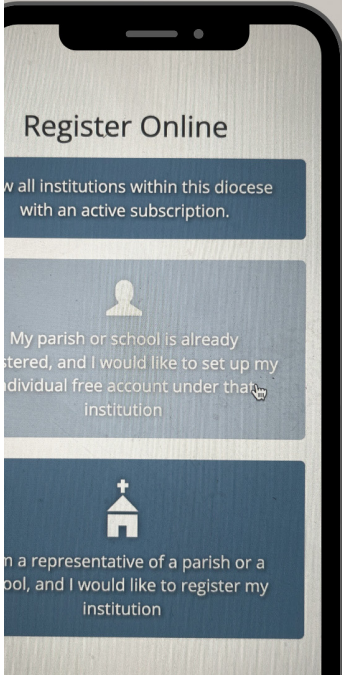 Register Online
all institutions within this diocese
with an active subscription.
My parish or school is already
and I would like to set up my
free account under that
institution
a representative of a parish or a
and I would like to register my
institution